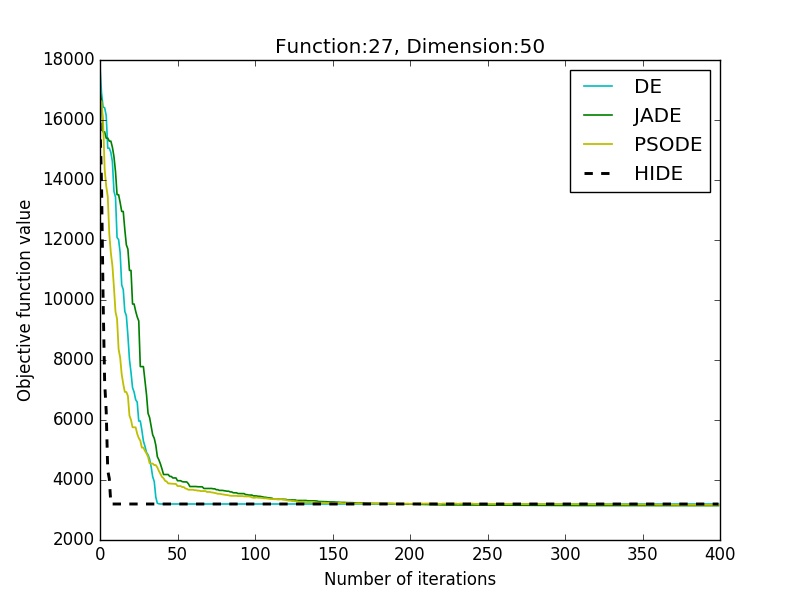 Function:27, Dimension:50
18000
16000
14000
12000
10000
8000
6000
4000
2000
Objective function value
DE
JADE
PSODE
HIDE
0 50 100 150 200 250 300 350 400
Number of iterations